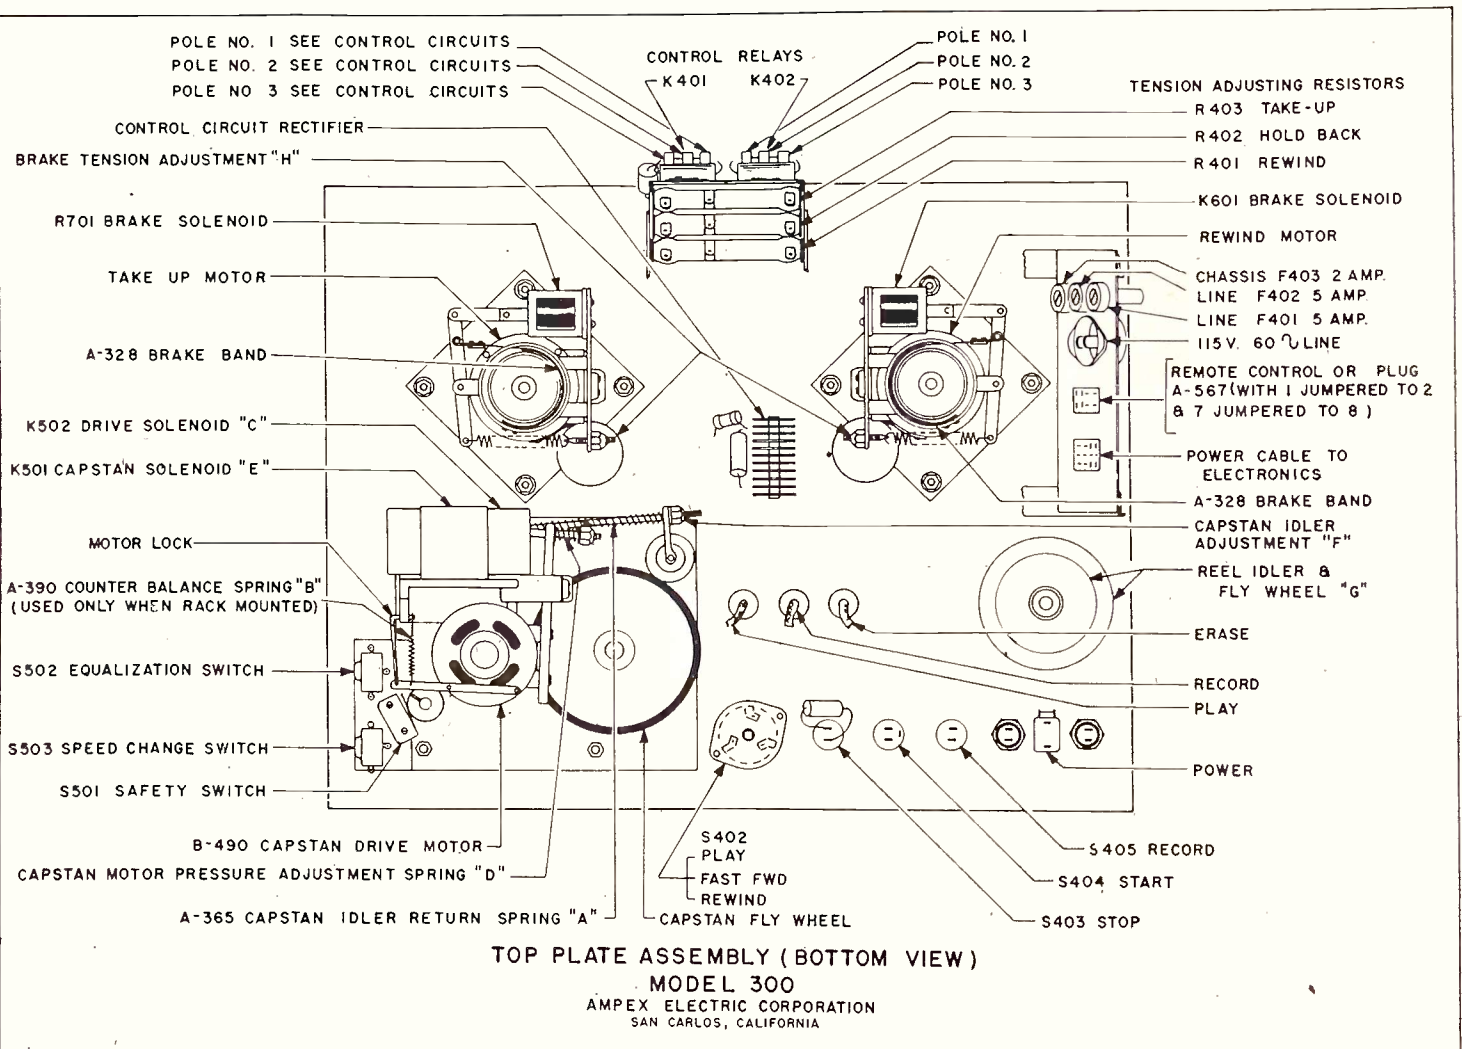 POLE NO. 1 SEE CONTROL CIRCUITS
POLE NO. 2 SEE CONTROL CIRCUITS
POLE NO 3 SEE CONTROL CIRCUITS
CONTROL CIRCUIT RECTIFIER
BRAKE TENSION ADJUSTMENT "H"
R701 BRAKE SOLENOID
TAKE UP MOTOR
A-328 BRAKE BAND
K502 DRIVE SOLENOID "C"
K501 CAPSTAN SOLENOID "E"
MOTOR LOCK
A-390 COUNTER BALANCE SPRING "B"
(USED ONLY WHEN RACK MOUNTED)
S502 EQUALIZATION SWITCH
S503 SPEED CHANGE SWITCH
S501 SAFETY SWITCH
B-490 CAPSTAN DRIVE MOTOR
CAPSTAN MOTOR PRESSURE ADJUSTMENT SPRING "D"
A-365 CAPSTAN IDLER RETURN SPRING "A"
CONTROL RELAYS
K401 K402
POLE NO. 1
POLE NO. 2
POLE NO. 3
TENSION ADJUSTING RESISTORS
R403 TAKE-UP
R402 HOLD BACK
R401 REWIND
K601 BRAKE SOLENOID
REWIND MOTOR
CHASSIS F403 2 AMP.
LINE F402 5 AMP.
LINE F401 5 AMP.
115V. 60 ∿ LINE
REMOTE CONTROL OR PLUG
A-567 (WITH 1 JUMPERED TO 2
& 7 JUMPERED TO 8 )
POWER CABLE TO
ELECTRONICS
A-328 BRAKE BAND
CAPSTAN IDLER
ADJUSTMENT "F"
REEL IDLER &
FLY WHEEL "G"
ERASE
RECORD
PLAY
POWER
S405 RECORD
S404 START
S403 STOP
S402
PLAY
FAST FWD
REWIND
CAPSTAN FLY WHEEL
TOP PLATE ASSEMBLY (BOTTOM VIEW)
MODEL 300
AMPEX ELECTRIC CORPORATION
SAN CARLOS, CALIFORNIA